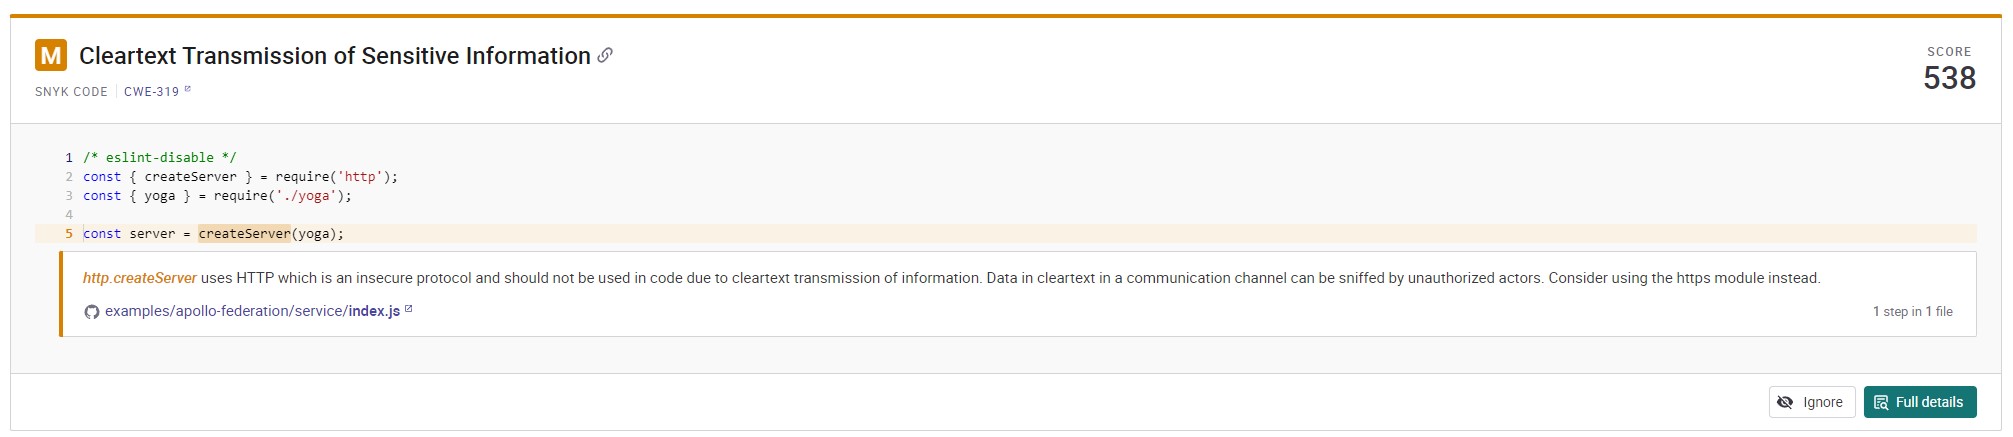 M Cleartext Transmission of Sensitive Information
SCORE
538
SNYK CODE | CWE-319
1 /* eslint-disable */
2 const { createServer } = require('http');
3 const { yoga } = require('./yoga');
4
5 const server = createServer(yoga);
http.createServer uses HTTP which is an insecure protocol and should not be used in code due to cleartext transmission of information. Data in cleartext in a communication channel can be sniffed by unauthorized actors. Consider using the https module instead.
examples/apollo-federation/service/index.js
1 step in 1 file
Ignore
Full details